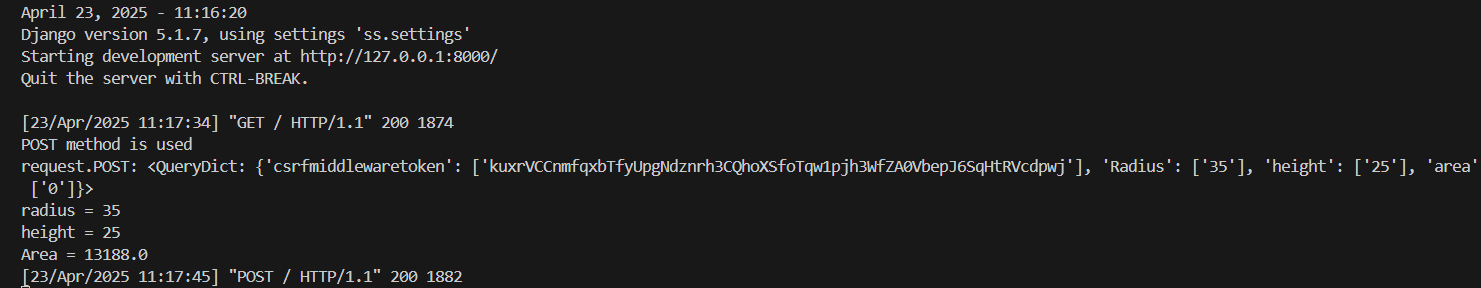 April 23, 2025 - 11:16:20
Django version 5.1.7, using settings 'ss.settings'
Starting development server at http://127.0.0.1:8000/
Quit the server with CTRL-BREAK.

[23/Apr/2025 11:17:34] "GET / HTTP/1.1" 200 1874
POST method is used
request.POST: <QueryDict: {'csrfmiddlewaretoken': ['kuxrVCCnmfqxbTfyUpgNdznrh3CQhoXSfoTqw1pjh3WfZA0VbepJ6SqHtRVcdpwj'], 'Radius': ['35'], 'height': ['25'], 'area'
['0']}>
radius = 35
height = 25
Area = 13188.0
[23/Apr/2025 11:17:45] "POST / HTTP/1.1" 200 1882